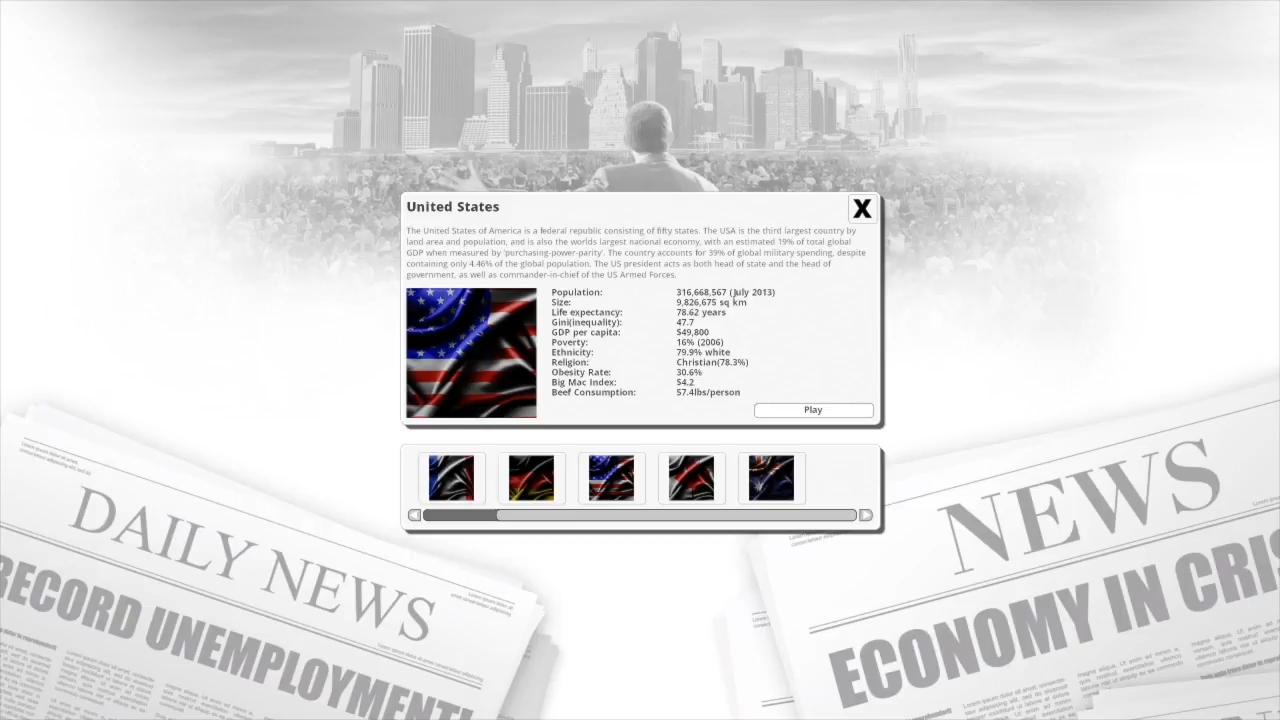 United States
X
The United States of America is a federal republic consisting of fifty states. The USA is the third largest country by
land area and population, and is also the worlds largest national economy, with an estimated 19% of total global
GDP when measured by 'purchasing-power-parity'. The country accounts for 39% of global military spending, despite
containing only 4.46% of the global population. The US president acts as both head of state and the head of
government, as well as commander-in-chief of the US Armed Forces.
Population: 316,668,567 (July 2013)
Size: 9,826,675 sq km
Life expectancy: 78.62 years
Gini(inequality): 47.7
GDP per capita: $49,800
Poverty: 16% (2006)
Ethnicity: 79.9% white
Religion: Christian(78.3%)
Obesity Rate: 30.6%
Big Mac Index: $4.2
Beef Consumption: 57.4lbs/person
Play
DAILY NEWS
RECORD UNEMPLOYMENT!
NEWS
ECONOMY IN CRIS